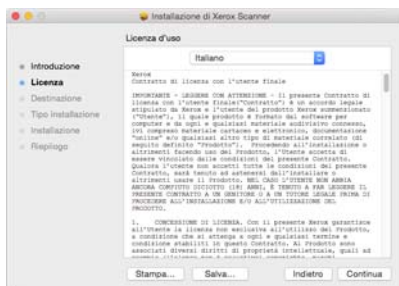 Installazione di Xerox Scanner
Licenza d'uso
Italiano
Introduzione
Licenza
Destinazione
Tipo Installazione
Installazione
Riepilogo
Xerox
Contratto di licenza con l'utente finale
IMPORTANTE - LEGGERE CON ATTENZIONE - Il presente Contratto di
licenza con l'utente finale("Contratto") è un accordo legale
stipulato da Xerox e l'utente del prodotto Xerox summenzionato
("Utente"), il quale prodotto è formato dal software per
computer e da ogni e qualsiasi materiale audiovisivo connesso,
ivi compresi materiale cartaceo e elettronico, documentazione
"online" e/o qualsiasi altro tipo di materiale correlato (di
seguito definito "Prodotto"). Procedendo all'installazione o
altrimenti facendo uso del Prodotto, l'Utente accetta di
essere vincolato dalle condizioni del presente Contratto.
Qualora l'utente non accetti tutte le condizioni del presente
Contratto, sarà tenuto ad astenersi dall'installare o
altrimenti usare il Prodotto. NEL CASO L'UTENTE NON ABBIA
ANCORA COMPIUTO DICIOTTO (18) ANNI, È TENUTO A FAR LEGGERE IL
PRESENTE CONTRATTO A UN GENITORE O A UN TUTORE LEGALE PRIMA DI
PROCEDERE ALL'INSTALLAZIONE E/O ALL'UTILIZZAZIONE DEL
PRODOTTO.
1. CONCESSIONE DI LICENZA. Con il presente Xerox garantisce
all'Utente la licenza non esclusiva all'utilizzo del Prodotto,
a condizione che si attenga a ogni e qualsiasi termine e
condizione stabiliti in questo Contratto. Al Prodotto sono
associati diversi diritti di proprietà intellettuale, quali ad
Stampa...
Salva...
Indietro
Continua